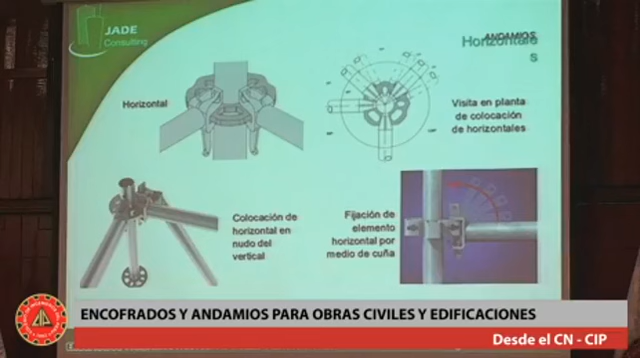 JADE
Consulting
ANDAMIOS
Horizontale
s
Horizontal
Visita en planta
de colocación
de horizontales
Colocación de
horizontal en
nudo del
vertical
Fijación de
elemento
horizontal por
medio de cuña
ENCOFRADOS Y ANDAMIOS PARA OBRAS CIVILES Y EDIFICACIONES
Desde el CN - CIP